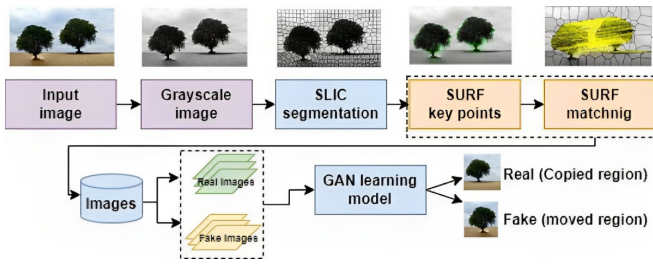 Input
image
Grayscale
image
SLIC
segmentation
SURF
key points
SURF
matchnig
Images
Real Images
Fake Images
GAN learning
model
Real (Copied region)
Fake (moved region)